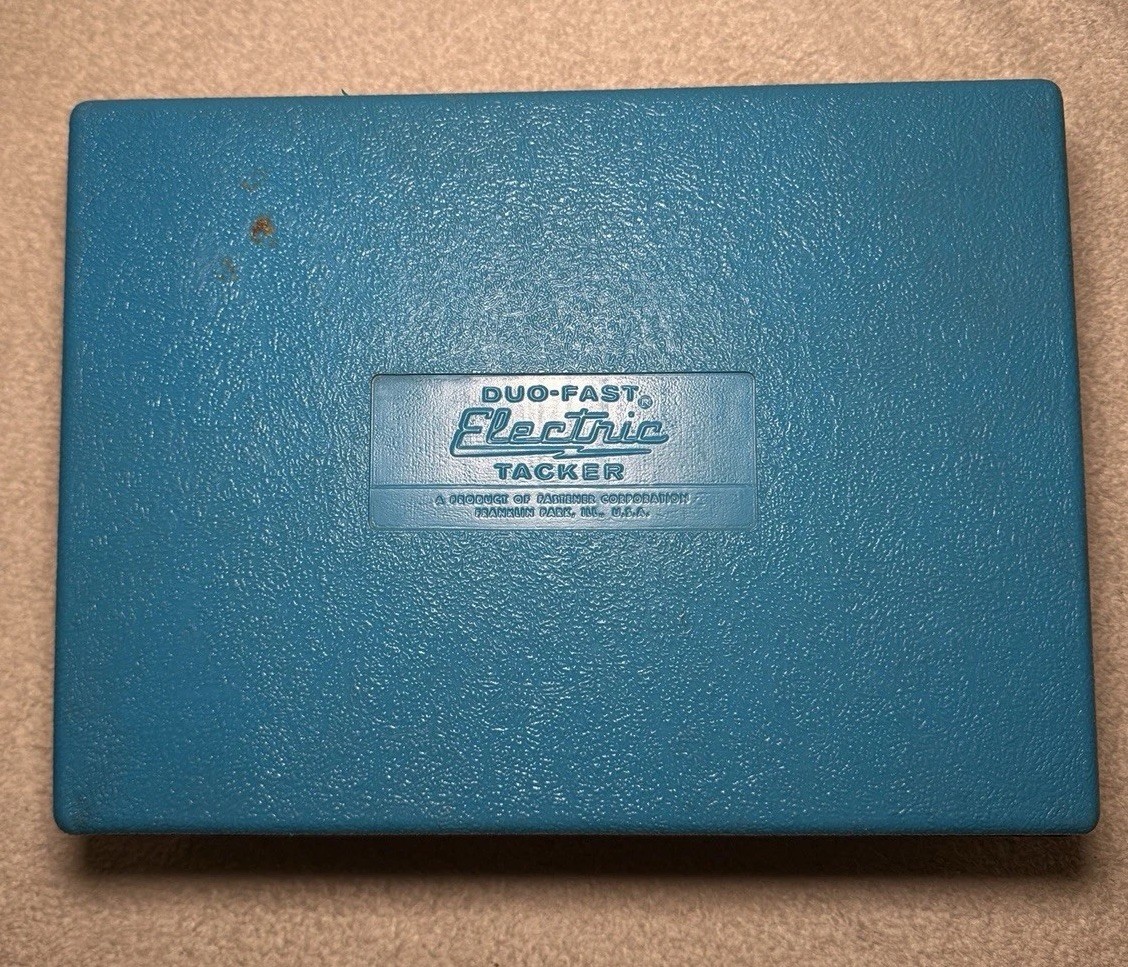 DUO-FAST®
Electric
TACKER
A PRODUCT OF FASTENER CORPORATION
FRANKLIN PARK, ILL., U.S.A.